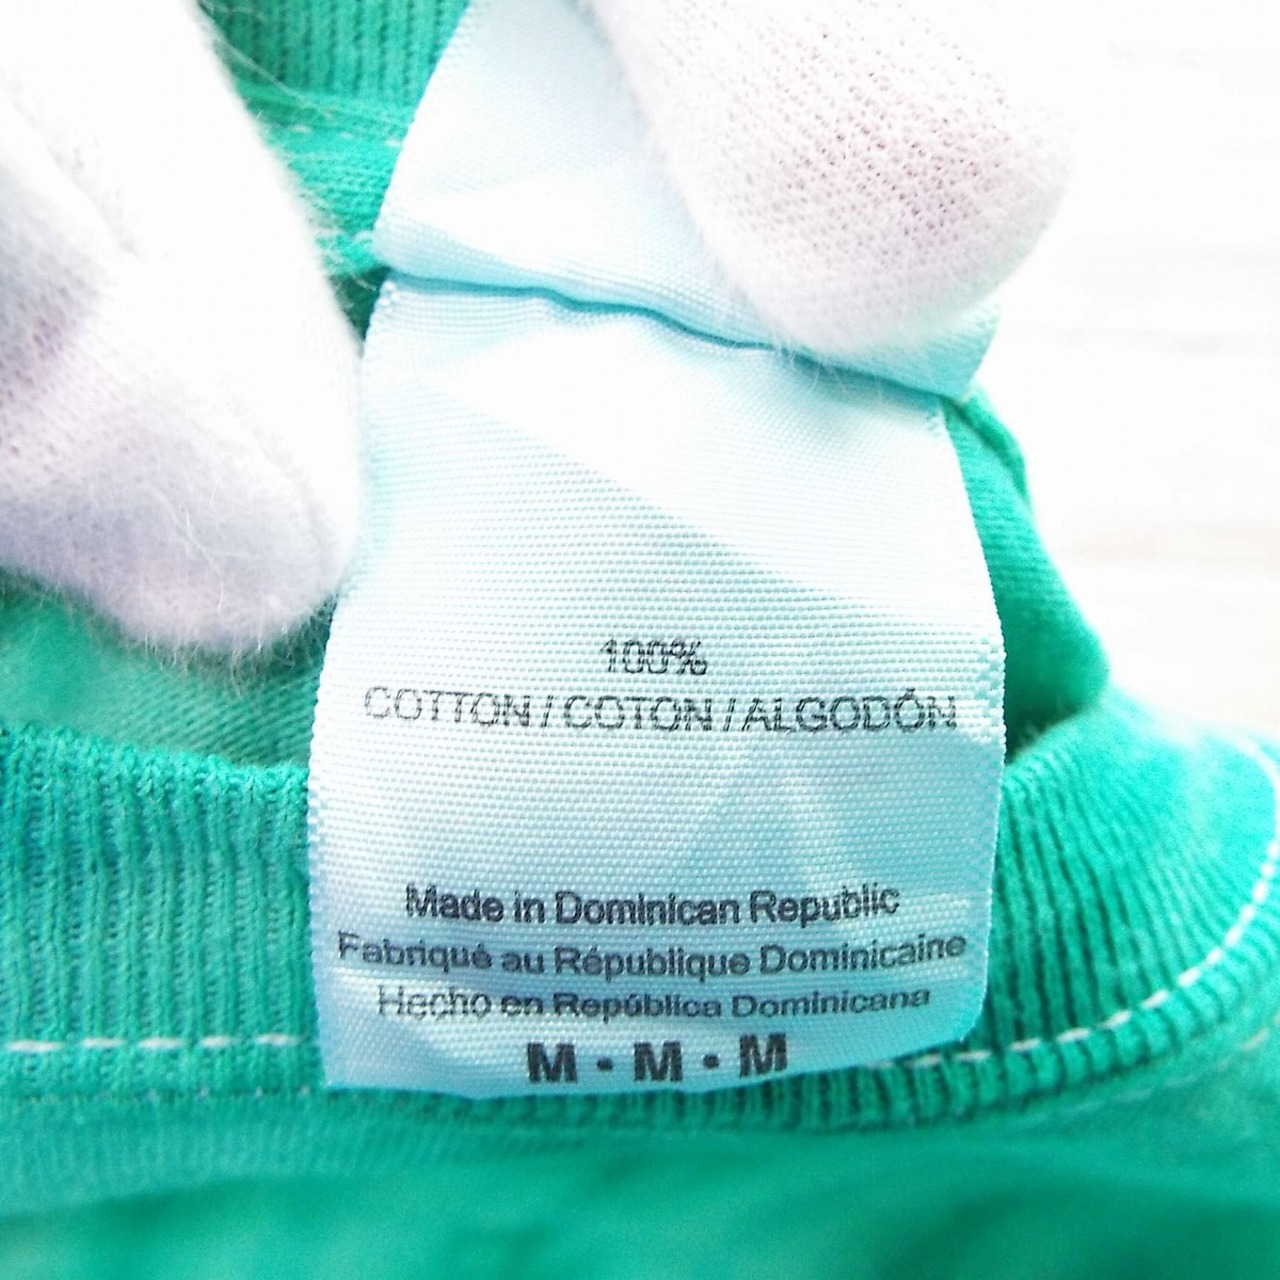 100%
COTTON / COTON / ALGODÓN
Made in Dominican Republic
Fabriqué au République Dominicaine
Hecho en República Dominicana
M • M • M